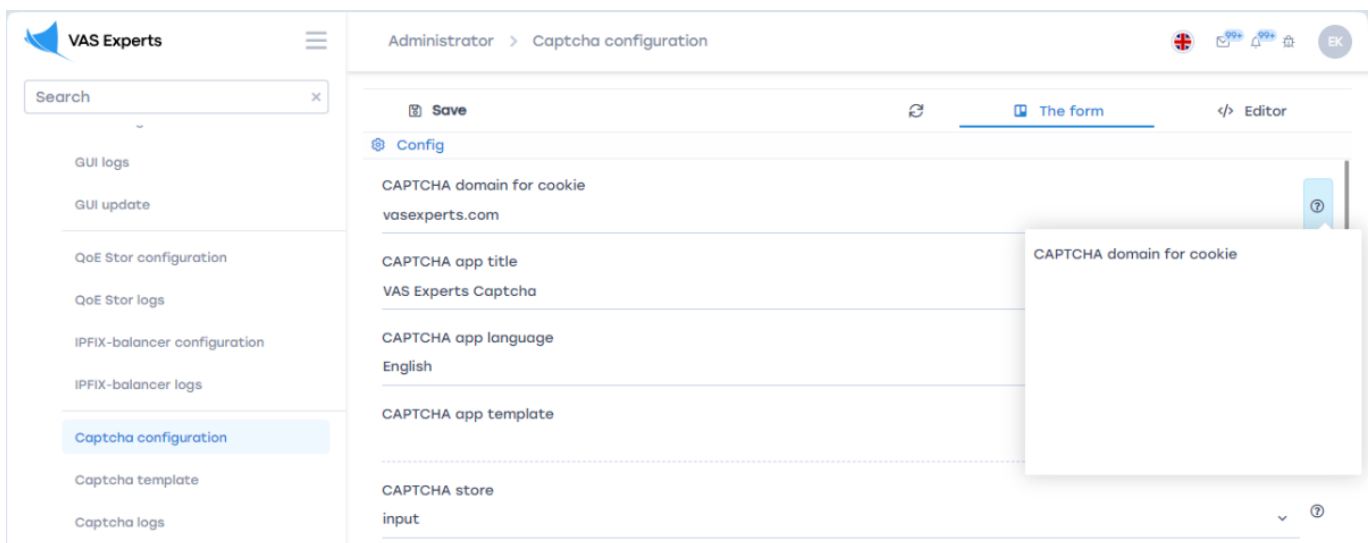 VAS Experts
Administrator > Captcha configuration
99+ 99+ EK
Search
Save
The form
</> Editor
Config
GUI logs
GUI update
QoE Stor configuration
QoE Stor logs
IPFIX-balancer configuration
IPFIX-balancer logs
Captcha configuration
Captcha template
Captcha logs
CAPTCHA domain for cookie
vasexperts.com
CAPTCHA app title
VAS Experts Captcha
CAPTCHA app language
English
CAPTCHA app template
CAPTCHA store
input
CAPTCHA domain for cookie